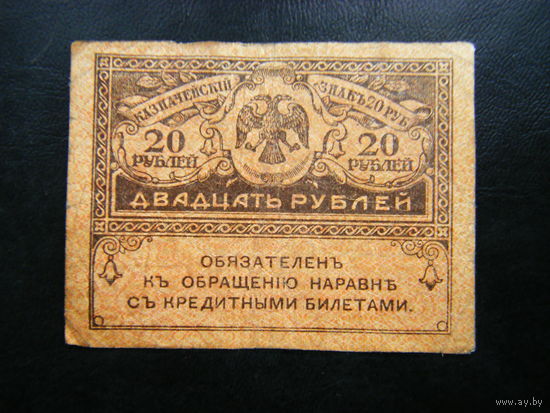 КАЗНАЧЕЙСКІЙ ЗНАКЪ 20 РУБ.
20 20
РУБЛЕЙ РУБЛЕЙ
ДВАДЦАТЬ РУБЛЕЙ
ОБЯЗАТЕЛЕНЪ
КЪ ОБРАЩЕНІЮ НАРАВНѢ
СЪ КРЕДИТНЫМИ БИЛЕТАМИ.
© www.ay.by